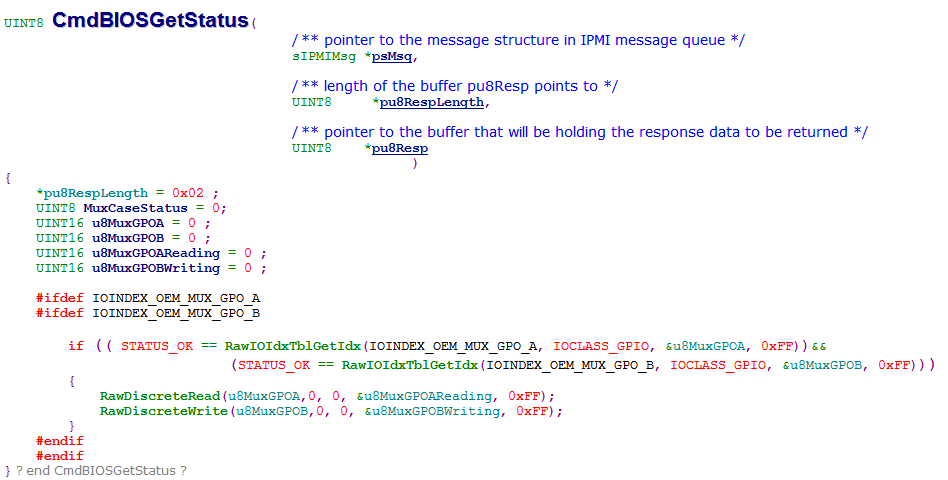 UINT8 CmdBIOSGetStatus(
/** pointer to the message structure in IPMI message queue */
sIPMIMsg *psMsg,
/** length of the buffer pu8Resp points to */
UINT8 *pu8RespLength,
/** pointer to the buffer that will be holding the response data to be returned */
UINT8 *pu8Resp
)
{
*pu8RespLength = 0x02 ;
UINT8 MuxCaseStatus = 0;
UINT16 u8MuxGPOA = 0 ;
UINT16 u8MuxGPOB = 0 ;
UINT16 u8MuxGPOAReading = 0 ;
UINT16 u8MuxGPOBWriting = 0 ;
#ifdef IOINDEX_OEM_MUX_GPO_A
#ifdef IOINDEX_OEM_MUX_GPO_B
if (( STATUS_OK == RawIOIdxTblGetIdx(IOINDEX_OEM_MUX_GPO_A, IOCLASS_GPIO, &u8MuxGPOA, 0xFF))&&
(STATUS_OK == RawIOIdxTblGetIdx(IOINDEX_OEM_MUX_GPO_B, IOCLASS_GPIO, &u8MuxGPOB, 0xFF)))
{
RawDiscreteRead(u8MuxGPOA,0, 0, &u8MuxGPOAReading, 0xFF);
RawDiscreteWrite(u8MuxGPOB,0, 0, &u8MuxGPOBWriting, 0xFF);
}
#endif
#endif
} ? end CmdBIOSGetStatus ?